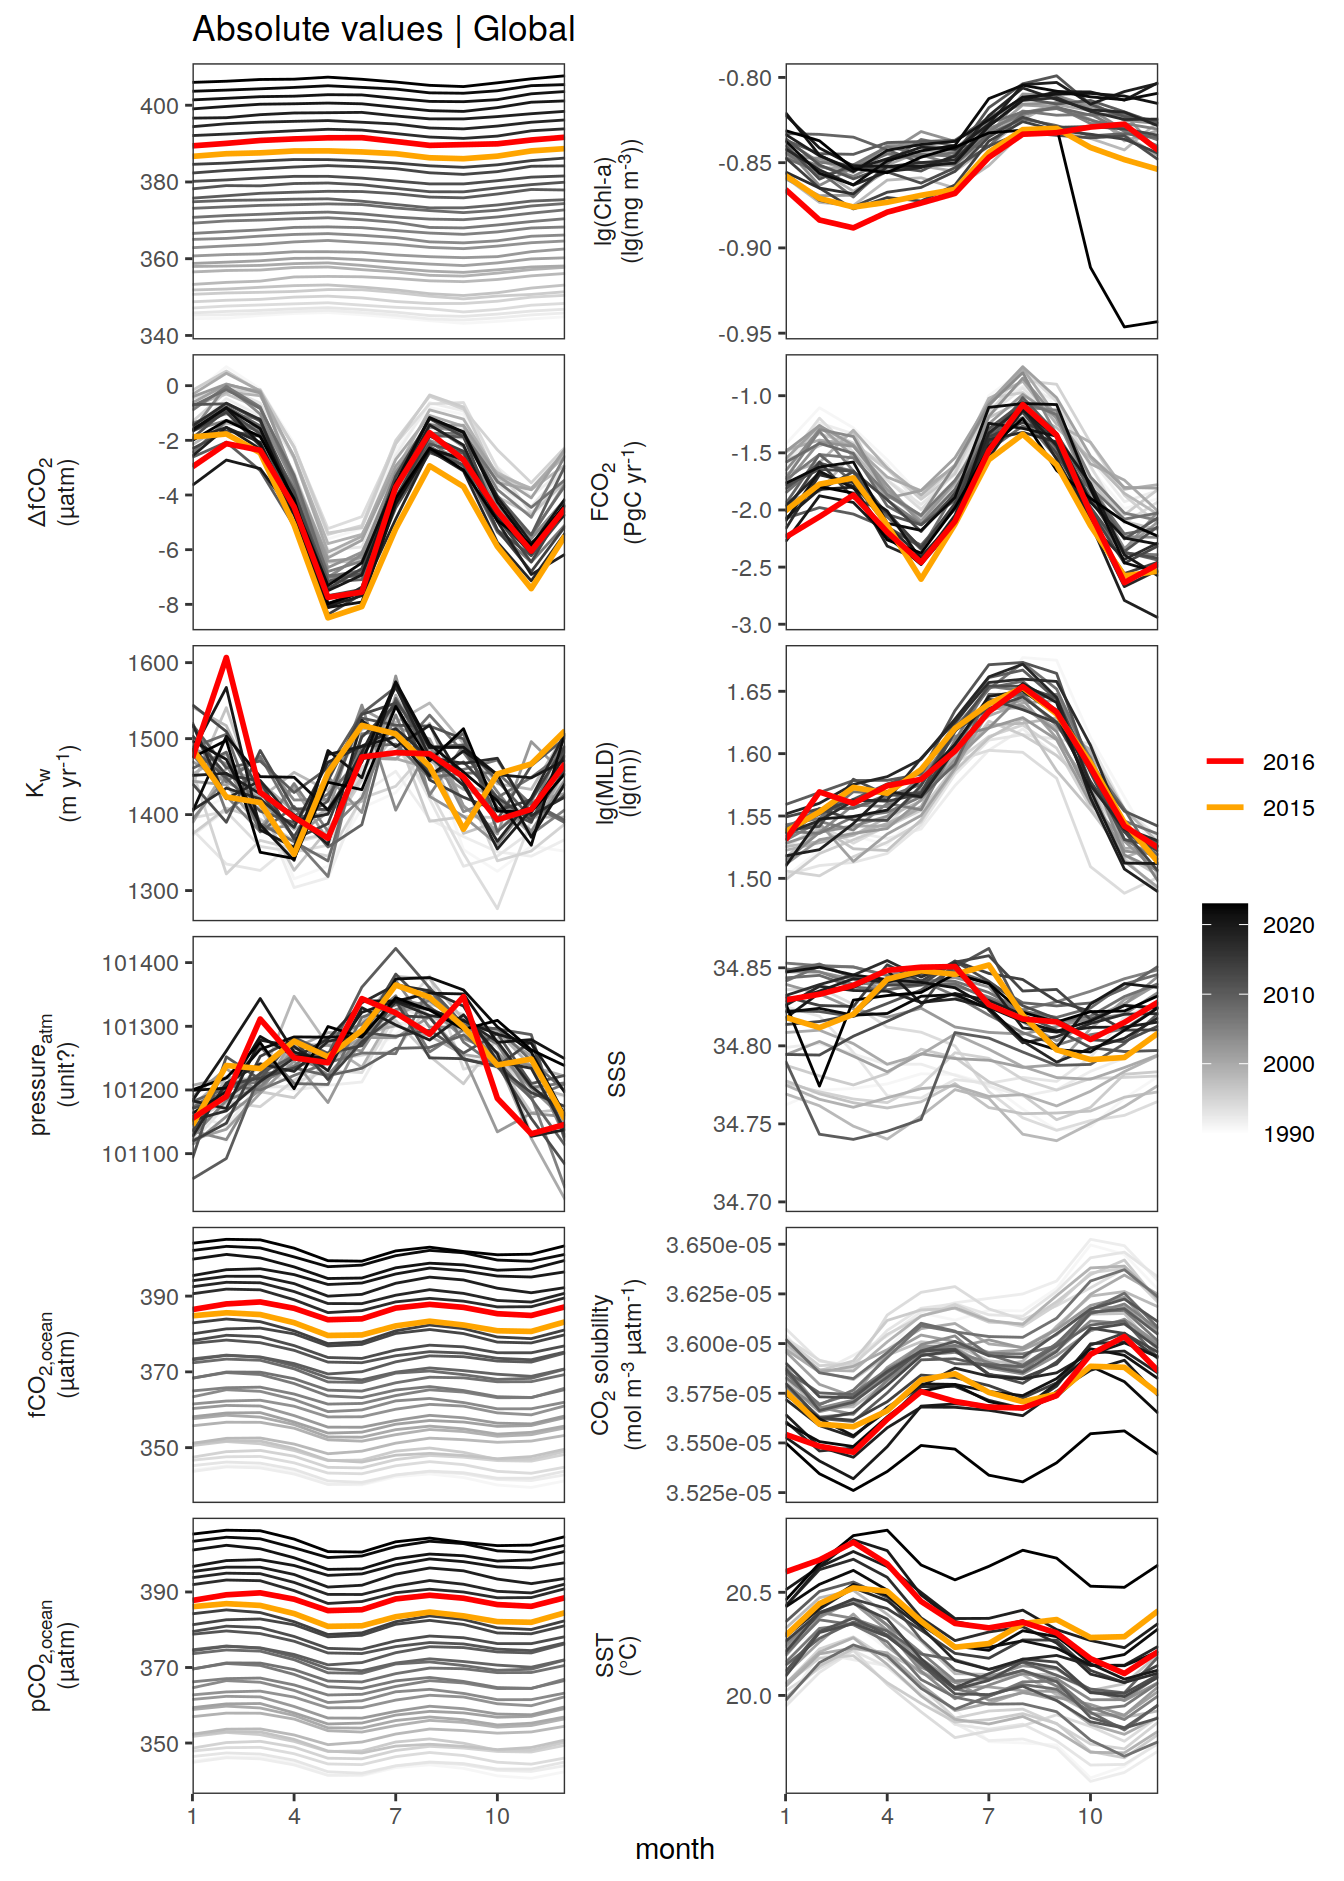 Absolute values | Global
400
380
360
340
lg(Chl-a)
(lg(mg m-3))
-0.80
-0.85
-0.90
-0.95
ΔfCO2
(µatm)
0
-2
-4
-6
-8
FCO2
(PgC yr-1)
-1.0
-1.5
-2.0
-2.5
-3.0
Kw
(m yr-1)
1600
1500
1400
1300
lg(MLD)
(lg(m))
1.65
1.60
1.55
1.50
pressureatm
(unit?)
101400
101300
101200
101100
SSS
34.85
34.80
34.75
34.70
fCO2,ocean
(µatm)
390
370
350
CO2 solubility
(mol m-3 µatm-1)
3.650e-05
3.625e-05
3.600e-05
3.575e-05
3.550e-05
3.525e-05
pCO2,ocean
(µatm)
390
370
350
SST
(°C)
20.5
20.0
1 4 7 10
1 4 7 10
month
2016
2015
2020
2010
2000
1990